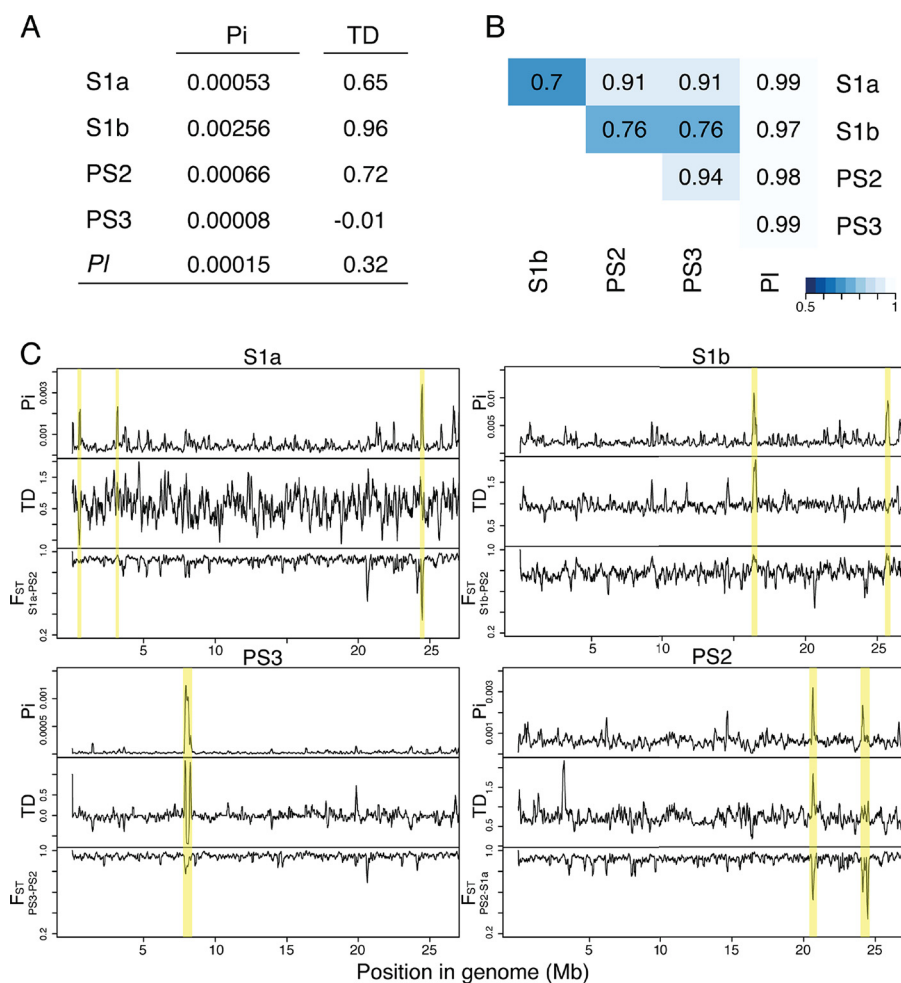 A
Pi TD
S1a 0.00053 0.65
S1b 0.00256 0.96
PS2 0.00066 0.72
PS3 0.00008 -0.01
Pl 0.00015 0.32
B
0.7 0.91 0.91 0.99 S1a
0.76 0.76 0.97 S1b
0.94 0.98 PS2
0.99 PS3
S1b PS2 PS3 Pl
0.5 1
C
S1a
Pi
0.003
0.001
TD
1.5
0.5
FST
S1a-PS2
1.0
0.2
5 10 15 20 25
S1b
Pi
0.01
0.005
TD
1.5
0.5
FST
S1b-PS2
1.0
0.2
5 10 15 20 25
PS3
Pi
0.001
0.00005
TD
0.5
0.0
FST
PS3-PS2
1.0
0.2
0 5 10 15 20 25
PS2
Pi
0.003
0.001
TD
1.5
0.5
FST
PS2-S1a
1.0
0.2
0 5 10 15 20 25
Position in genome (Mb)